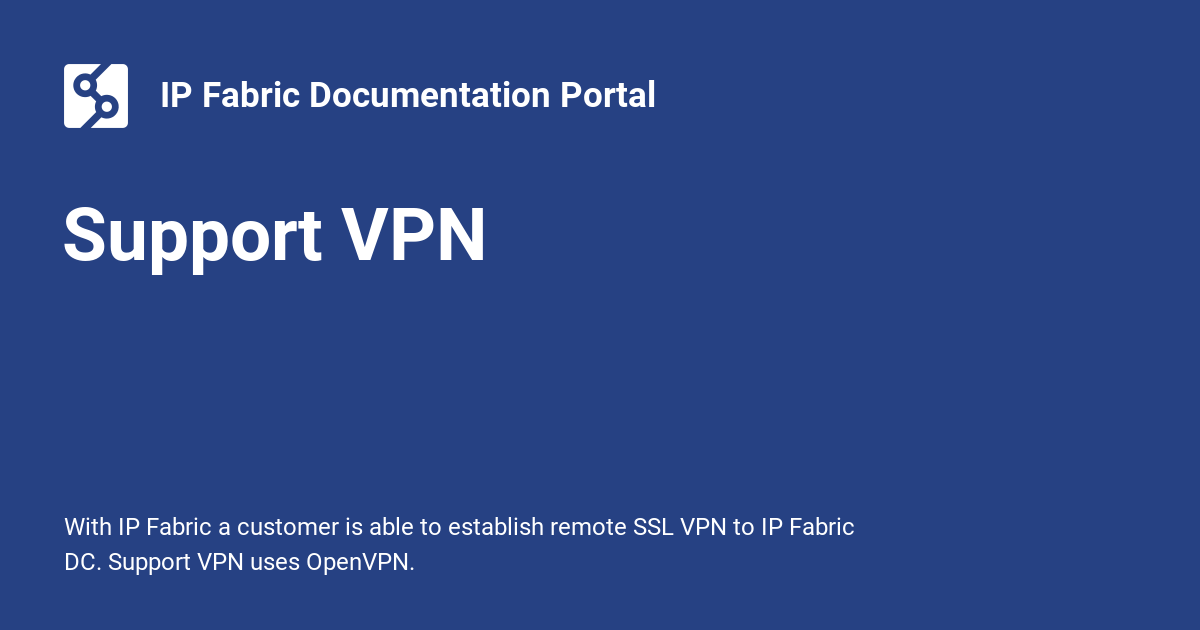 IP Fabric Documentation Portal
Support VPN
With IP Fabric a customer is able to establish remote SSL VPN to IP Fabric
DC. Support VPN uses OpenVPN.